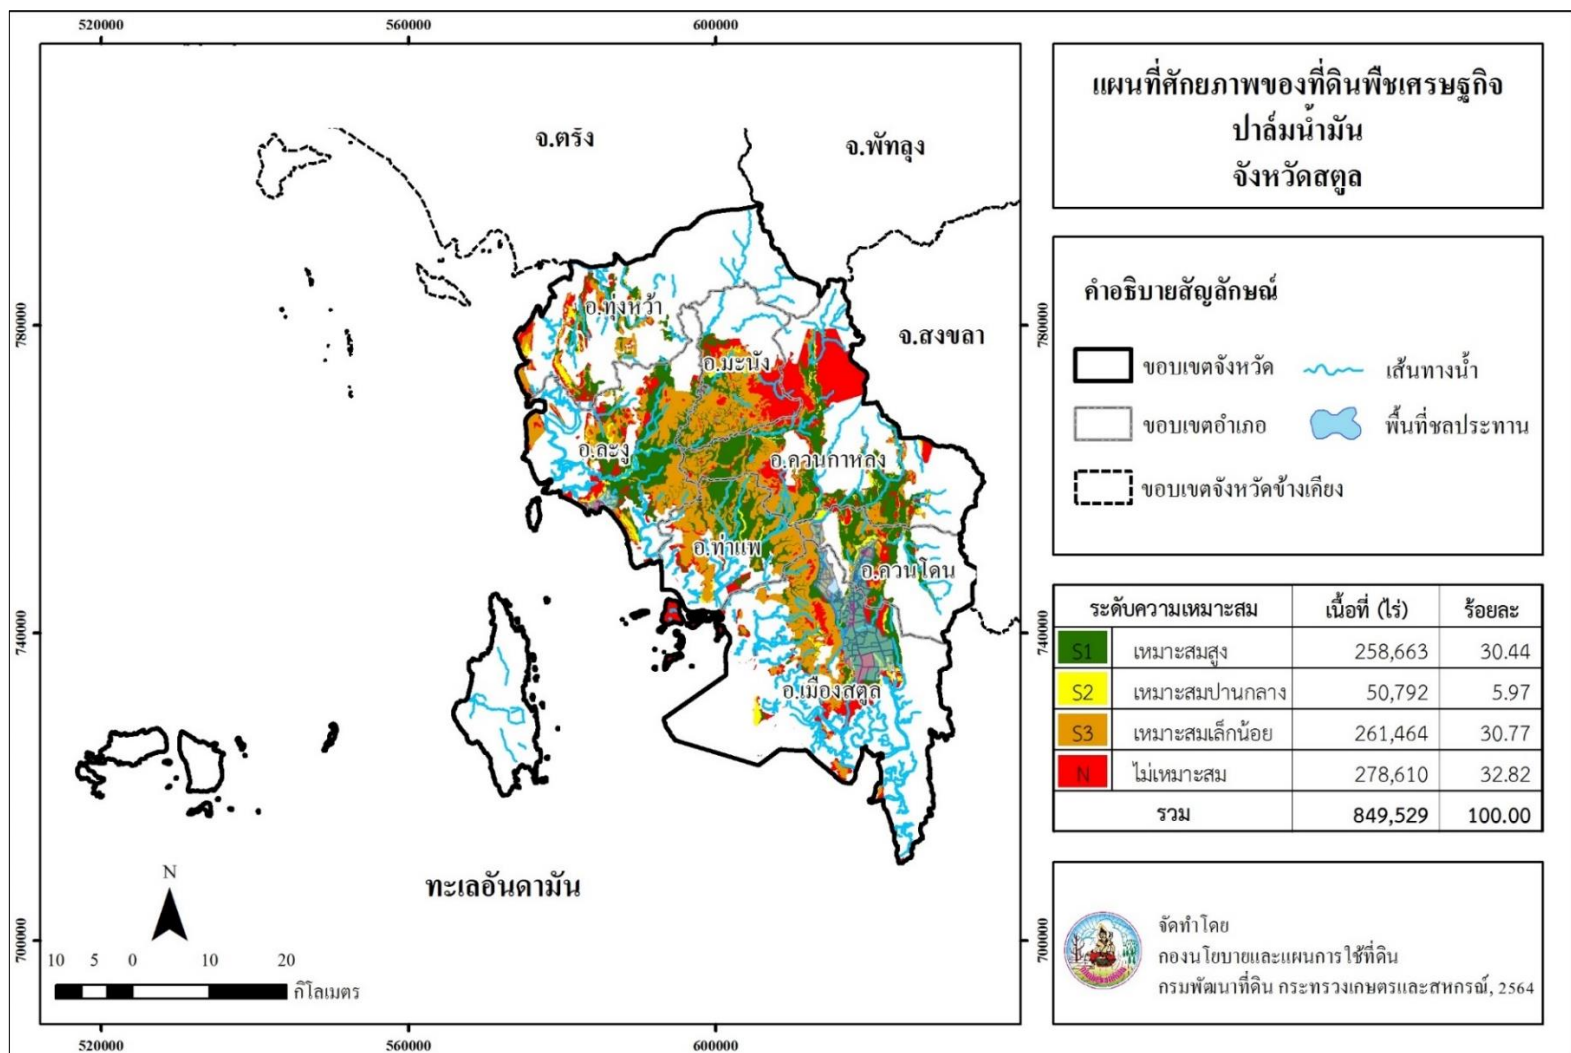 520000
560000
600000
แผนที่ศักยภาพของที่ดินพืชเศรษฐกิจ
ปาล์มน้ำมัน
จังหวัดสตูล
จ.ตรัง
จ.พัทลุง
จ.สงขลา
อ.ทุ่งหว้า
อ.มะนัง
อ.ละงู
อ.ควนกาหลง
อ.ท่าแพ
อ.ควนโดน
อ.เมืองสตูล
ทะเลอันดามัน
780000
780000
740000
740000
700000
700000
N
10 5 0 10 20
กิโลเมตร
520000
560000
600000
คำอธิบายสัญลักษณ์
ขอบเขตจังหวัด
เส้นทางน้ำ
ขอบเขตอำเภอ
พื้นที่ชลประทาน
ขอบเขตจังหวัดข้างเคียง
ระดับความเหมาะสม เนื้อที่ (ไร่) ร้อยละ
S1 เหมาะสมสูง 258,663 30.44
S2 เหมาะสมปานกลาง 50,792 5.97
S3 เหมาะสมเล็กน้อย 261,464 30.77
N ไม่เหมาะสม 278,610 32.82
รวม 849,529 100.00
จัดทำโดย
กองนโยบายและแผนการใช้ที่ดิน
กรมพัฒนาที่ดิน กระทรวงเกษตรและสหกรณ์, 2564